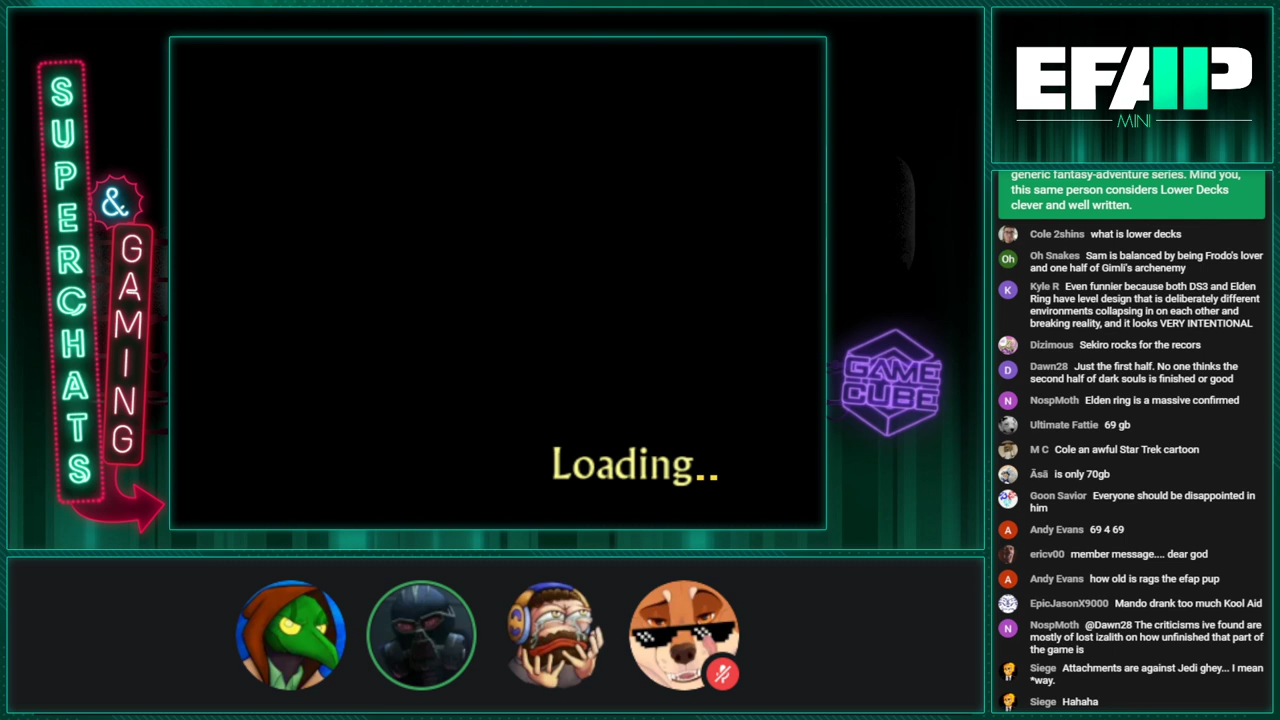 SUPERCHATS
&
GAMING
Loading..
GAME
CUBE
EFAP
MINI
generic fantasy-adventure series. Mind you,
this same person considers Lower Decks
clever and well written.
Cole 2shins what is lower decks
Oh
Oh Snakes Sam is balanced by being Frodo's lover
and one half of Gimli's archenemy
K
Kyle R Even funnier because both DS3 and Elden
Ring have level design that is deliberately different
environments collapsing in on each other and
breaking reality, and it looks VERY INTENTIONAL
Dizimous Sekiro rocks for the recors
D
Dawn28 Just the first half. No one thinks the
second half of dark souls is finished or good
N
NospMoth Elden ring is a massive confirmed
Ultimate Fattie 69 gb
M C Cole an awful Star Trek cartoon
Äsä is only 70gb
Goon Savior Everyone should be disappointed in
him
A
Andy Evans 69 4 69
ericv00 member message.... dear god
A
Andy Evans how old is rags the efap pup
EpicJasonX9000 Mando drank too much Kool Aid
N
NospMoth @Dawn28 The criticisms ive found are
mostly of lost izalith on how unfinished that part of
the game is
Siege Attachments are against Jedi ghey... I mean
*way.
Siege Hahaha